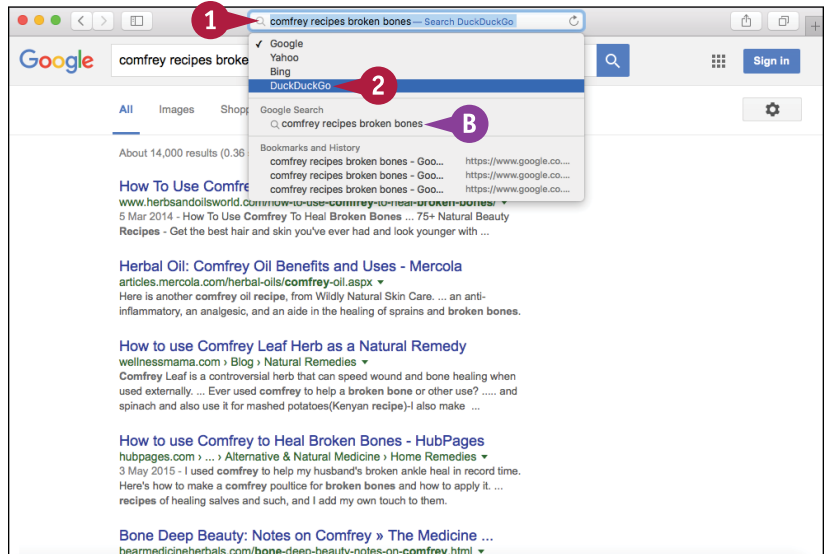 1
comfrey recipes broken bones — Search DuckDuckGo
Google
comfrey recipes broke
Sign in
✓ Google
Yahoo
Bing
DuckDuckGo
2
Google Search
comfrey recipes broken bones
B
Bookmarks and History
comfrey recipes broken bones - Goo... https://www.google.co....
comfrey recipes broken bones - Goo... https://www.google.co....
comfrey recipes broken bones - Goo... https://www.google.co....
All Images Shopp
About 14,000 results (0.36 s
How To Use Comfre
www.herbsandoilsworld.com/how-to-use-comfrey-to-heal-broken-bones/
5 Mar 2014 - How To Use Comfrey To Heal Broken Bones ... 75+ Natural Beauty
Recipes - Get the best hair and skin you've ever had and look younger with ...
Herbal Oil: Comfrey Oil Benefits and Uses - Mercola
articles.mercola.com/herbal-oils/comfrey-oil.aspx
Here is another comfrey oil recipe, from Wildly Natural Skin Care. ... an anti-
inflammatory, an analgesic, and an aide in the healing of sprains and broken bones.
How to use Comfrey Leaf Herb as a Natural Remedy
wellnessmama.com › Blog › Natural Remedies
Comfrey Leaf is a controversial herb that can speed wound and bone healing when
used externally. ... Ever used comfrey to help a broken bone or other use? ..... and
spinach and also use it for mashed potatoes(Kenyan recipe)-I also make ...
How to use Comfrey to Heal Broken Bones - HubPages
hubpages.com › ... › Alternative & Natural Medicine › Home Remedies
3 May 2015 - I used comfrey to help my husband's broken ankle heal in record time.
Here's how to make a comfrey poultice for broken bones and how to apply it. ...
recipes of healing salves and such, and I add my own touch to them.
Bone Deep Beauty: Notes on Comfrey » The Medicine ...
bearmedicineherbals.com/bone-deep-beauty-notes-on-comfrey.html